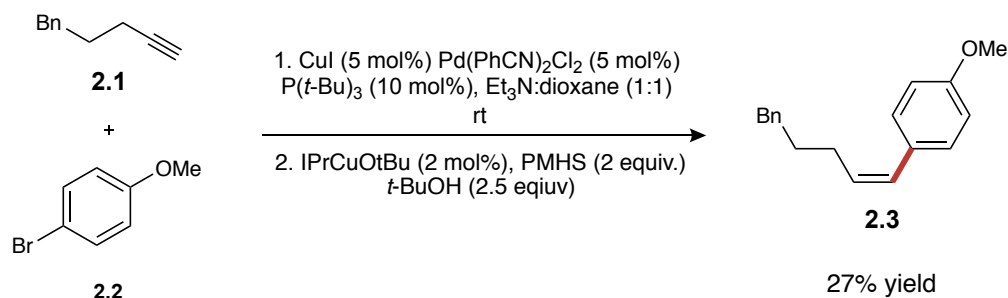 Bn
2.1
+
OMe
Br
2.2
1. CuI (5 mol%) Pd(PhCN)2Cl2 (5 mol%)
P(t-Bu)3 (10 mol%), Et3N:dioxane (1:1)
rt
2. IPrCuOtBu (2 mol%), PMHS (2 equiv.)
t-BuOH (2.5 eqiuv)
OMe
Bn
2.3
27% yield